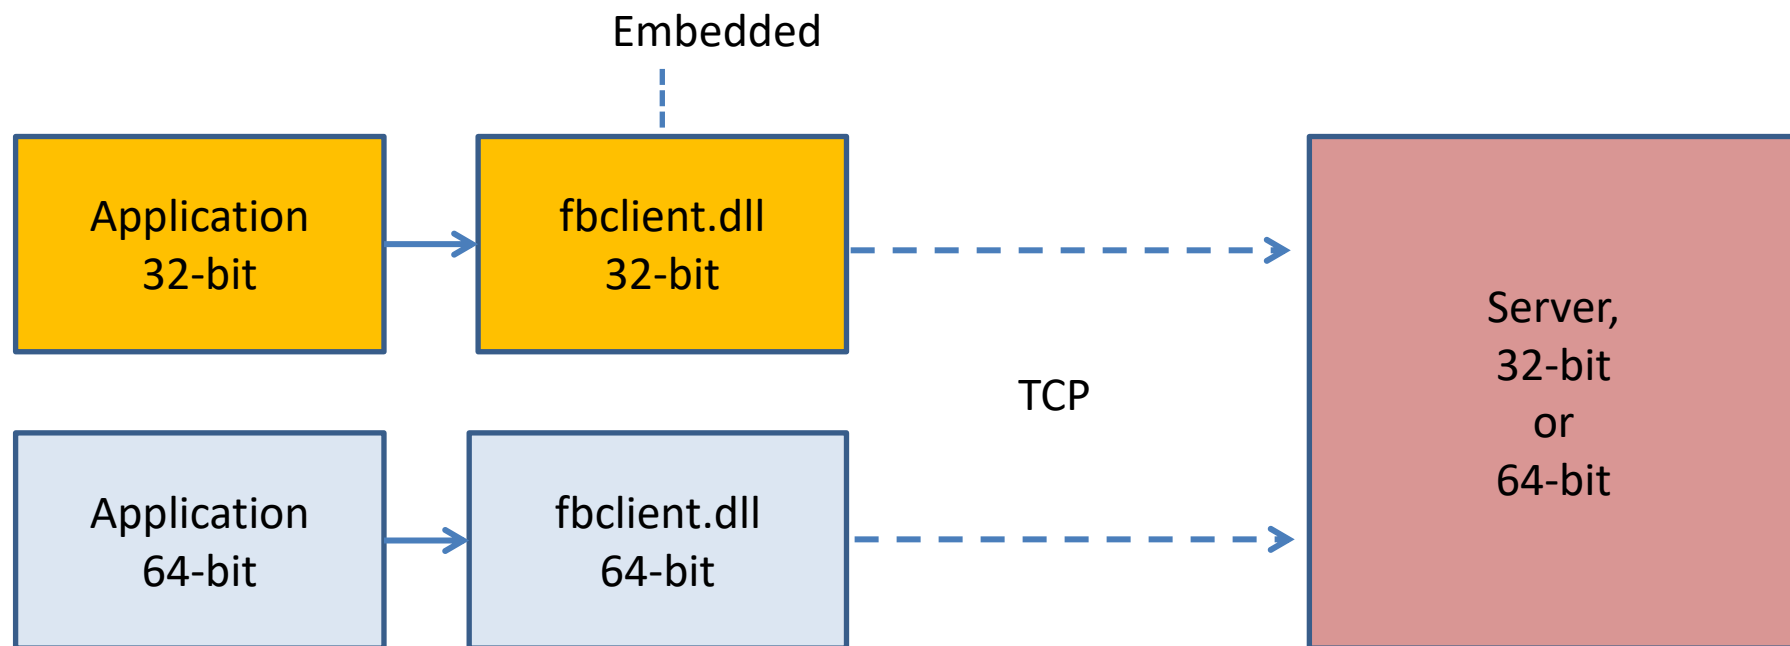 Embedded
Application
32-bit
fbclient.dll
32-bit
TCP
Application
64-bit
fbclient.dll
64-bit
Server,
32-bit
or
64-bit